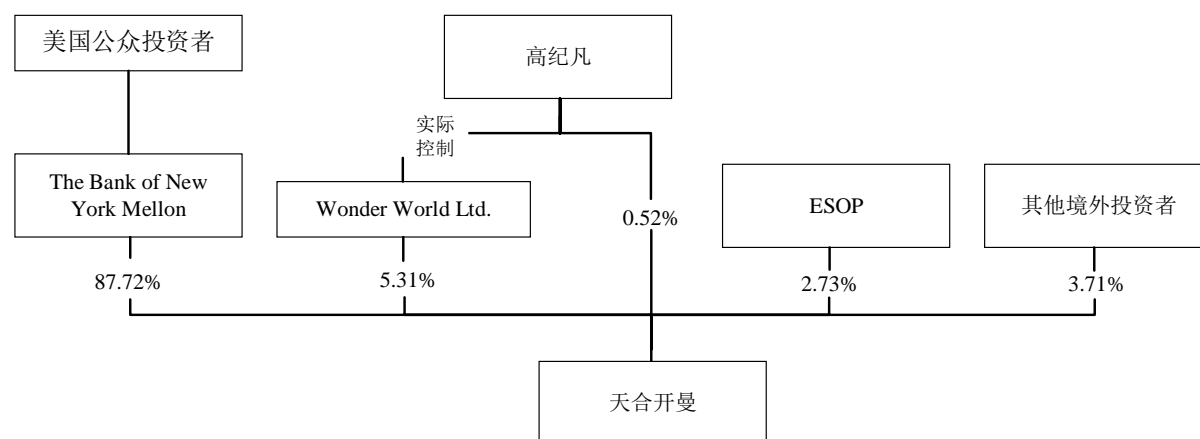 美国公众投资者
高纪凡
实际
控制
The Bank of New
York Mellon
Wonder World Ltd.
0.52%
ESOP
其他境外投资者
87.72%
5.31%
2.73%
3.71%
天合开曼